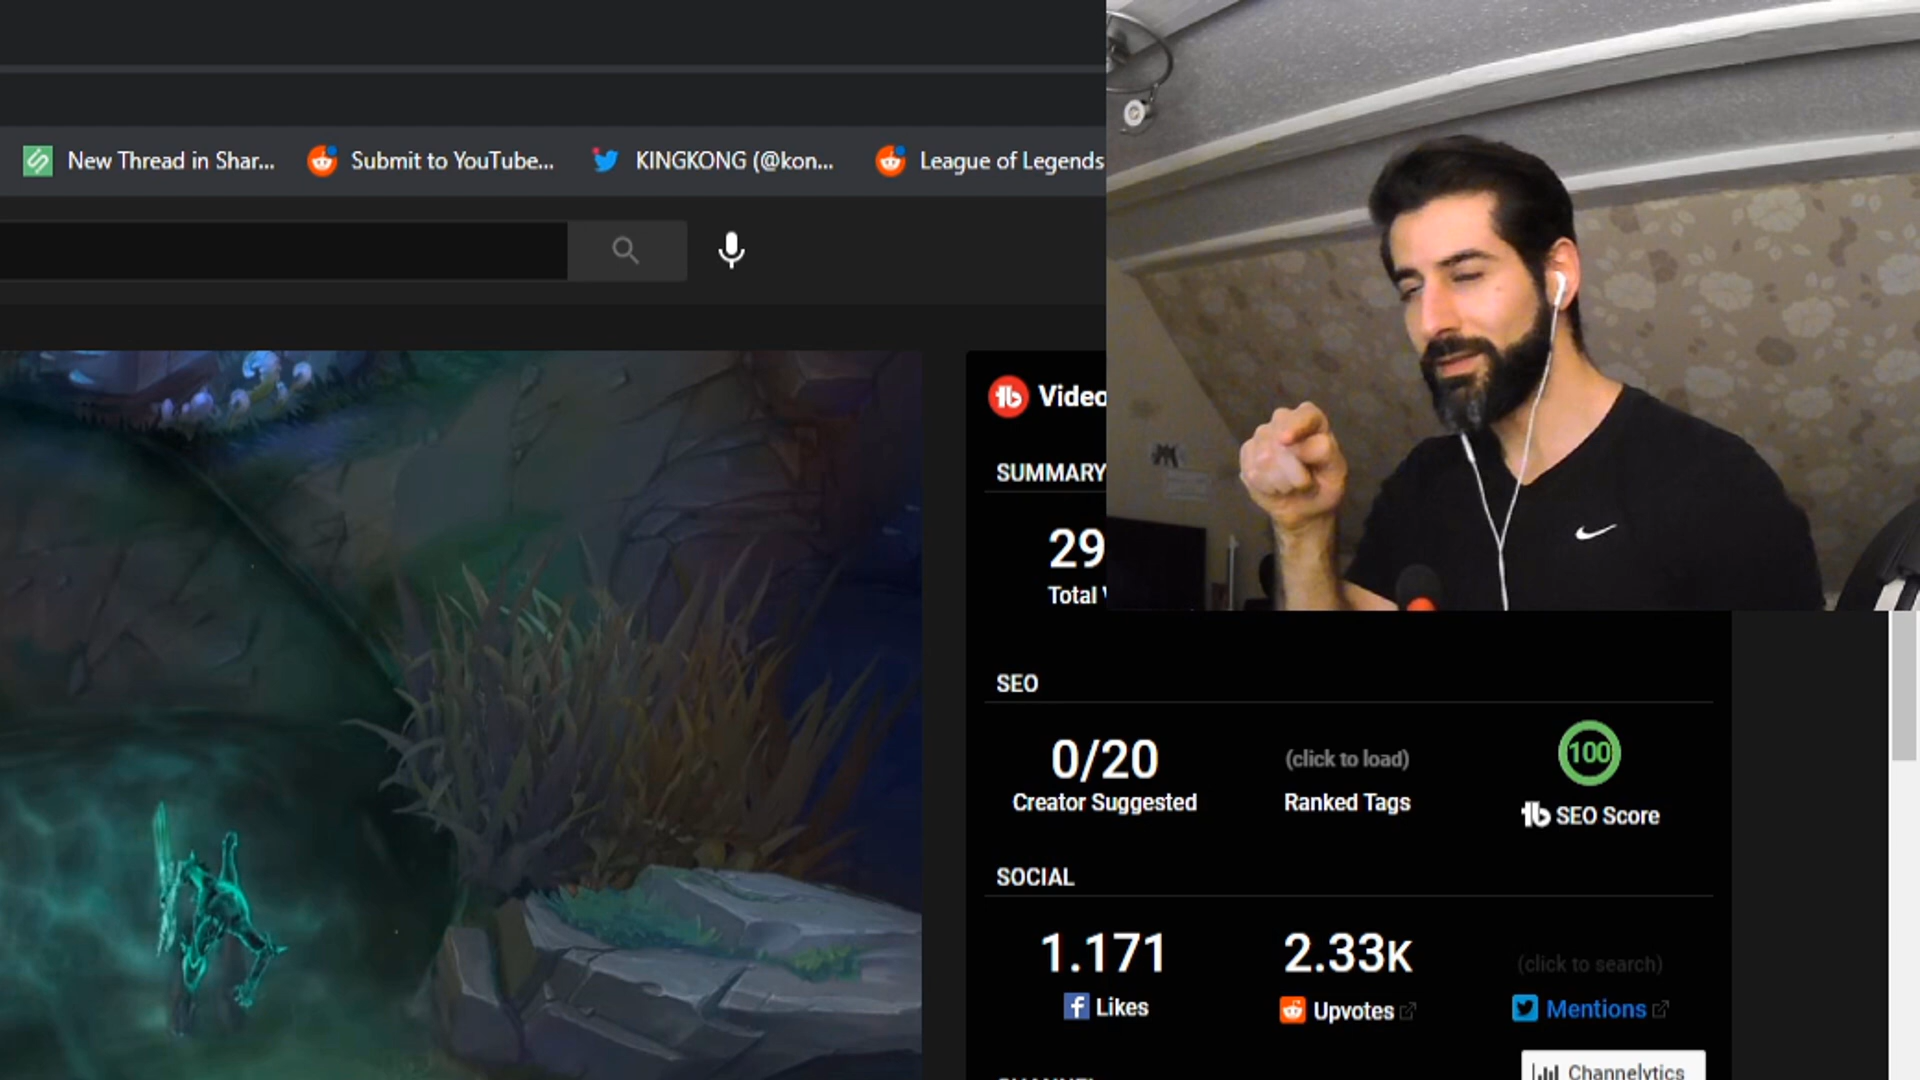 New Thread in Shar...
Submit to YouTube...
KINGKONG (@kon...
League of Legends
Video
SUMMARY
29
Total
SEO
0/20
(click to load)
100
Creator Suggested
Ranked Tags
SEO Score
SOCIAL
1.171
2.33K
(click to search)
Likes
Upvotes
Mentions
Channelytics